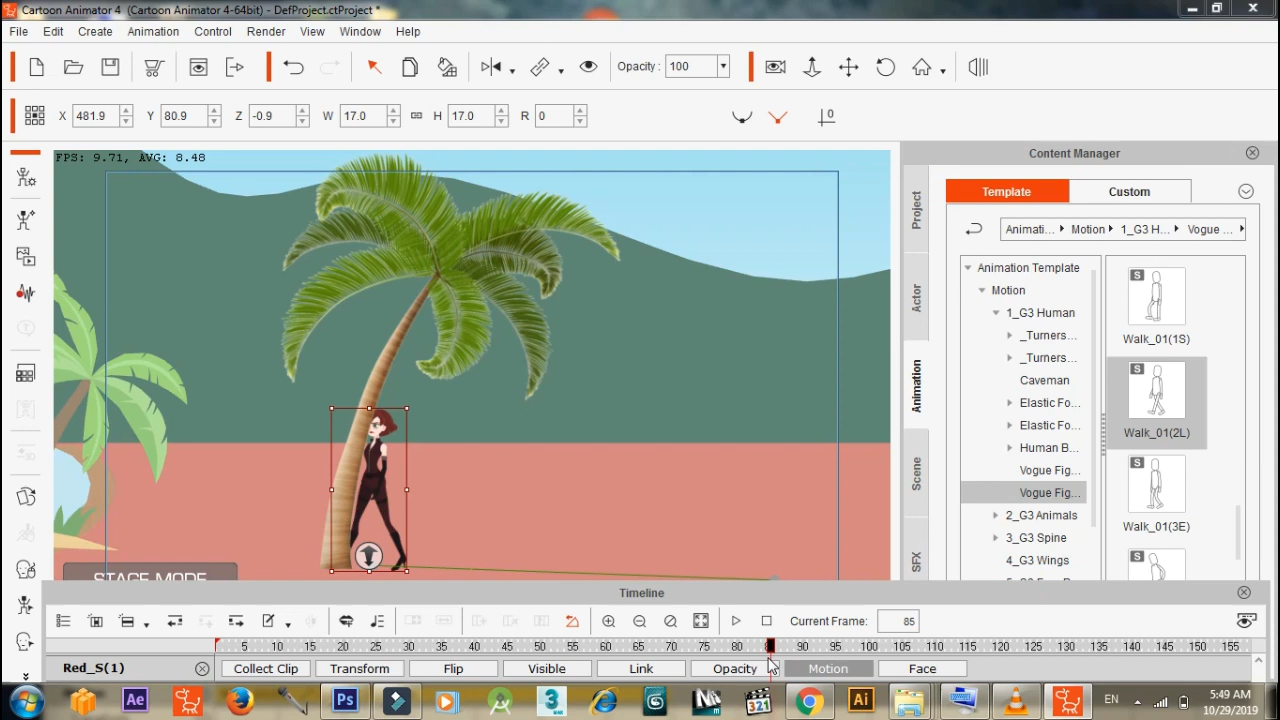 Cartoon Animator 4 (Cartoon Animator 4-64bit) - DefProject.ctProject *
File Edit Create Animation Control Render View Window Help
Opacity : 100
X 481.9 Y 80.9 Z -0.9 W 17.0 H 17.0 R 0
FPS: 9.71, AVG: 8.48
Content Manager
Template Custom
Animati... Motion 1_G3 H... Vogue ...
Project
Actor
Animation
Scene
SFX
Animation Template
Motion
1_G3 Human
_Turners...
_Turners...
Caveman
Elastic Fo...
Elastic Fo...
Human B...
Vogue Fig...
Vogue Fig...
2_G3 Animals
3_G3 Spine
4_G3 Wings
S
Walk_01(1S)
S
Walk_01(2L)
S
Walk_01(3E)
S
STAGE MODE
Timeline
Current Frame: 85
5 10 15 20 25 30 35 40 45 50 55 60 65 70 75 80 90 95 100 105 110 115 120 125 130 135 140 145 150 155
Red_S(1) Collect Clip Transform Flip Visible Link Opacity Motion Face
Ae Ps 3 321 Ai EN 5:49 AM
10/29/2019